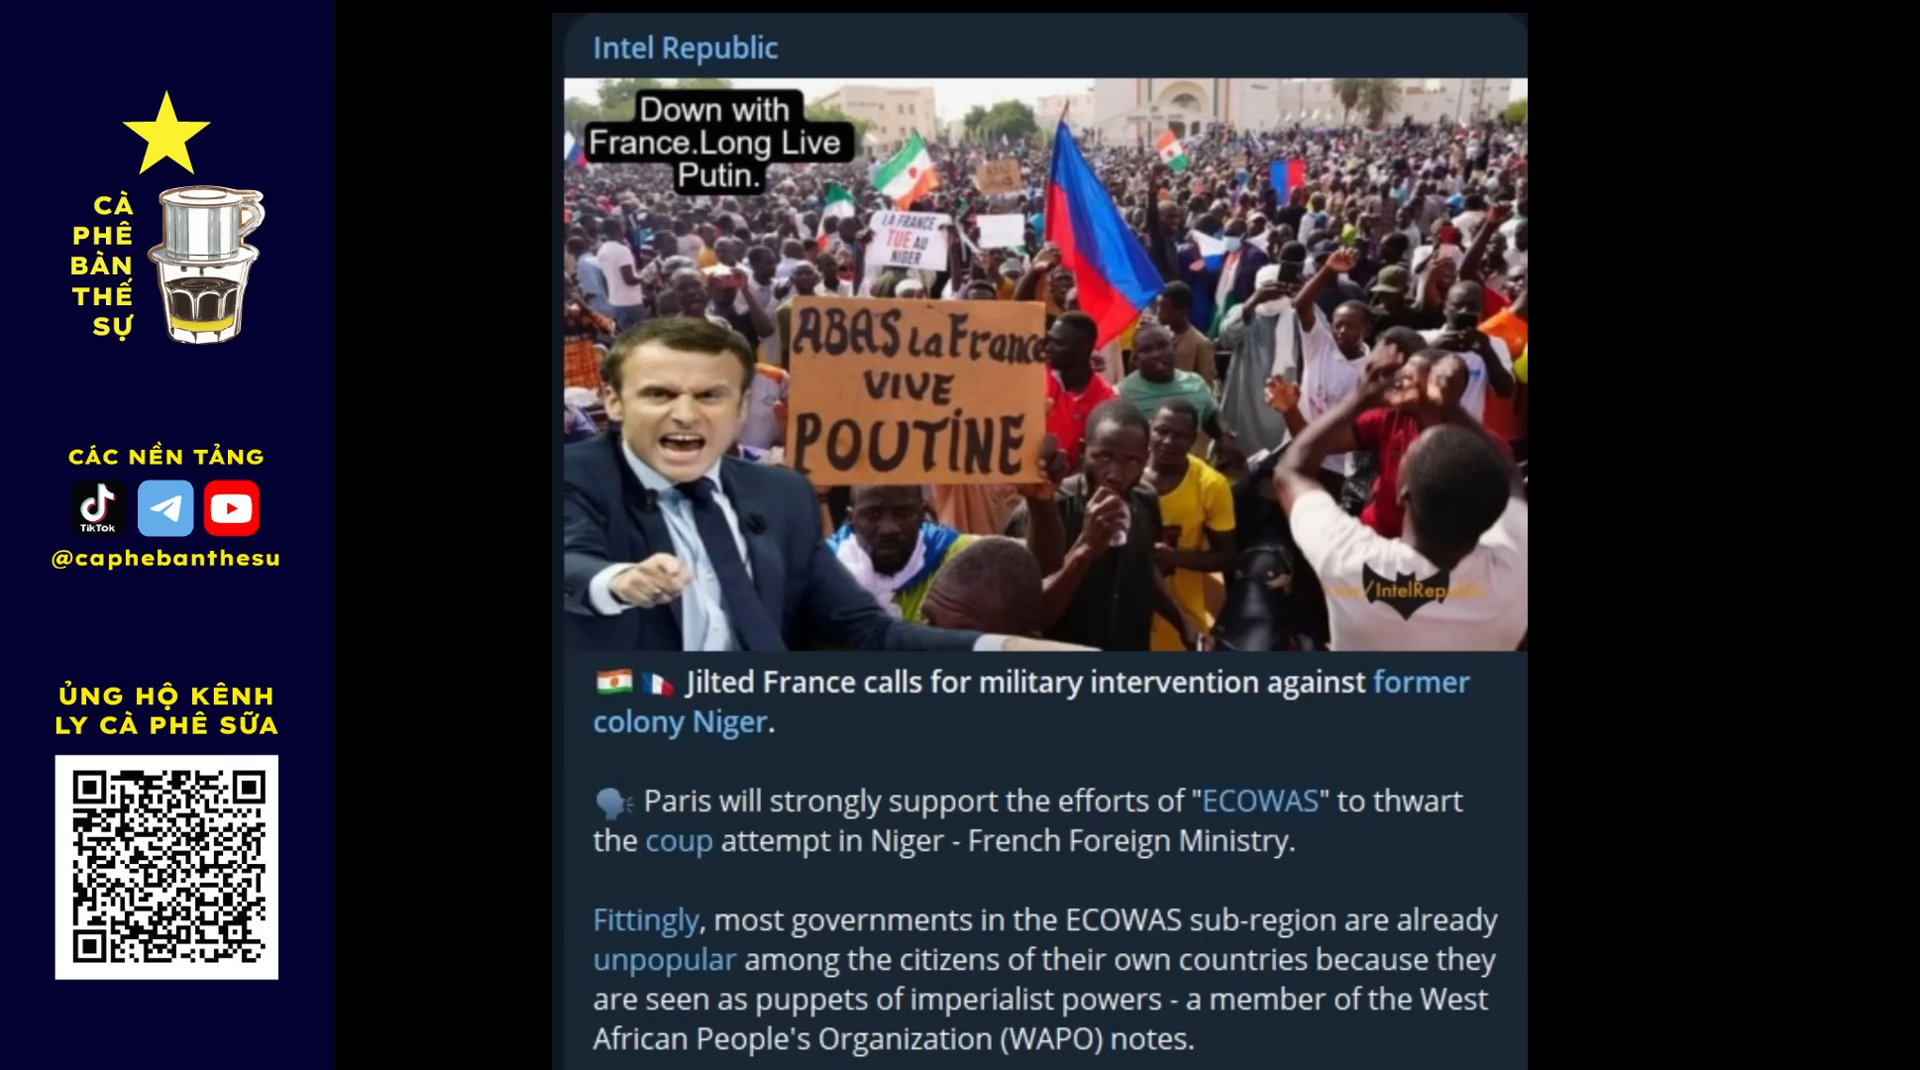 CÀ
PHÊ
BÀN
THẾ
SỰ
CÁC NỀN TẢNG
TikTok
@caphebanthesu
ỦNG HỘ KÊNH
LY CÀ PHÊ SỮA
Intel Republic
Down with
France.Long Live
Putin.
LA FRANCE
TUE AU
NIGER
ABAS la France
VIVE
POUTINE
/IntelRepublic
Jilted France calls for military intervention against former
colony Niger.
Paris will strongly support the efforts of "ECOWAS" to thwart
the coup attempt in Niger - French Foreign Ministry.
Fittingly, most governments in the ECOWAS sub-region are already
unpopular among the citizens of their own countries because they
are seen as puppets of imperialist powers - a member of the West
African People's Organization (WAPO) notes.